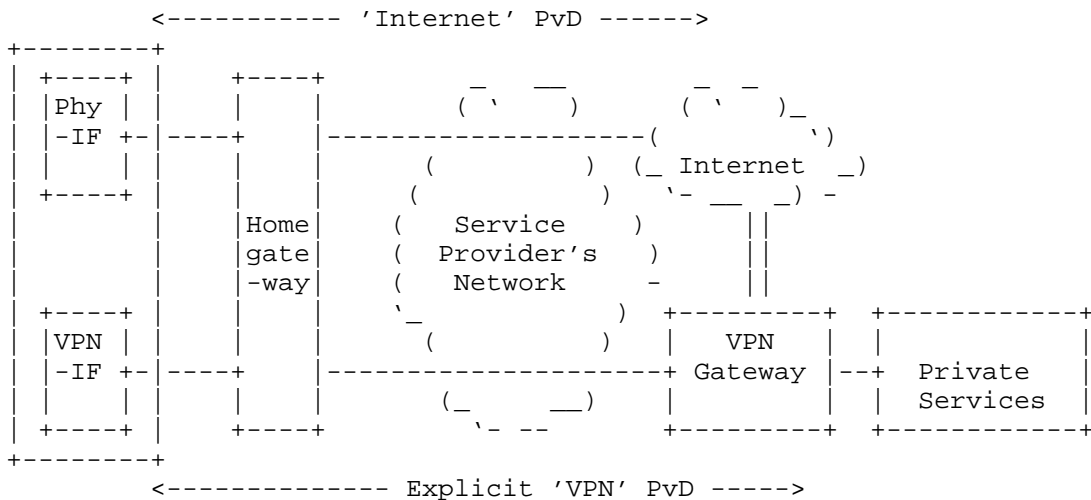 <----------- 'Internet' PvD ------>
Phy
-IF
Internet
Home
gate
-way
Service
Provider's
Network
VPN
-IF
VPN
Gateway
Private
Services
<-------------- Explicit 'VPN' PvD ----->